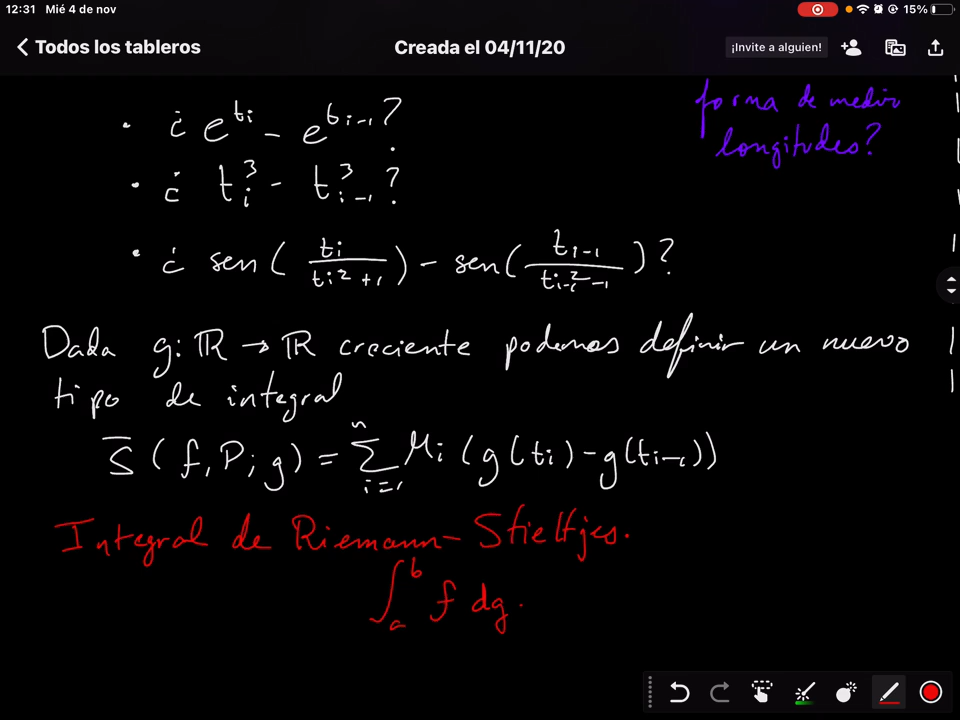 12:31 Mié 4 de nov 15%
Todos los tableros Creada el 04/11/20 ¡Invite a alguien!
forma de medir
longitudes?
· ¿ e^{t_i} - e^{t_{i-1}} ?
· ¿ t_i^3 - t_{i-1}^3 ?
· ¿ sen( t_i / t_i^2 + 1 ) - sen( t_{i-1} / t_{i-1}^2 - 1 ) ?
Dada g: ℝ → ℝ creciente podemos definir un nuevo
tipo de integral
S̅ (f, P; g) = ∑_{i=1}^n M_i (g(t_i) - g(t_{i-1}))
Integral de Riemann-Stieltjes.
∫_a^b f dg.